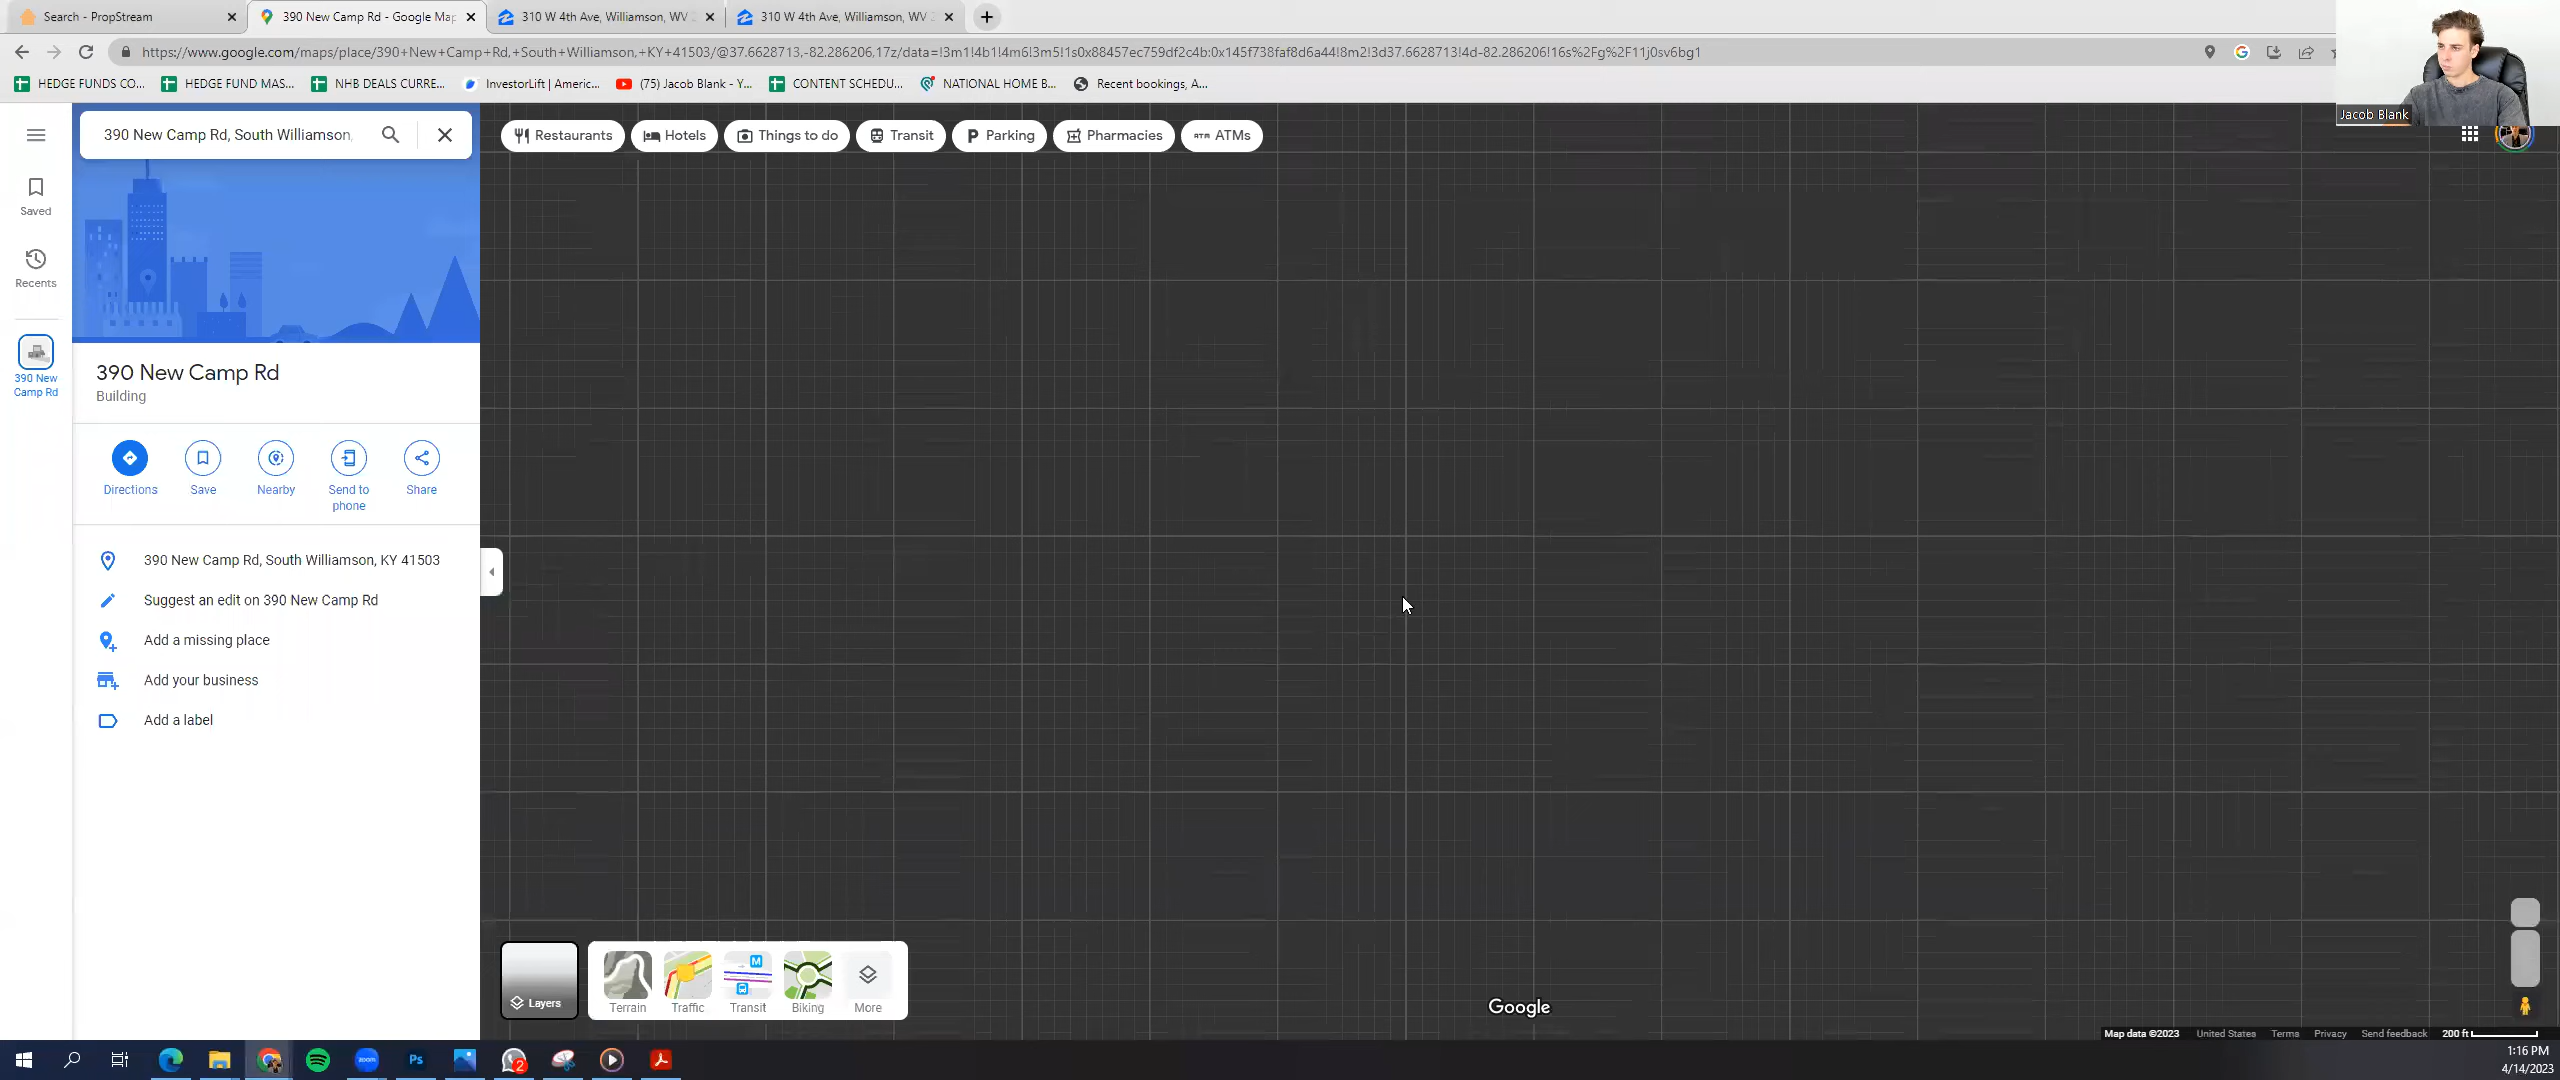 Search - PropStream
390 New Camp Rd - Google Map
310 W 4th Ave, Williamson, WV
310 W 4th Ave, Williamson, WV
https://www.google.com/maps/place/390+New+Camp+Rd,+South+Williamson,+KY+41503/@37.6628713,-82.286206,17z/data=!3m1!4b1!4m6!3m5!1s0x88457ec759df2c4b:0x145f738faf8d6a44!8m2!3d37.6628713!4d-82.286206!16s%2Fg%2F11j0sv6bg1
HEDGE FUNDS CO...
HEDGE FUND MAS...
NHB DEALS CURRE...
InvestorLift | Americ...
(75) Jacob Blank - Y...
CONTENT SCHEDU...
NATIONAL HOME B...
Recent bookings, A...
Jacob Blank
390 New Camp Rd, South Williamson,
Restaurants
Hotels
Things to do
Transit
Parking
Pharmacies
ATM ATMs
Saved
Recents
390 New
Camp Rd
390 New Camp Rd
Building
Directions
Save
Nearby
Send to
phone
Share
390 New Camp Rd, South Williamson, KY 41503
Suggest an edit on 390 New Camp Rd
Add a missing place
Add your business
Add a label
Layers
Terrain
Traffic
M
Transit
Biking
More
Google
Map data ©2023
United States
Terms
Privacy
Send feedback
200 ft
zoom
Ps
2
1:16 PM
4/14/2023